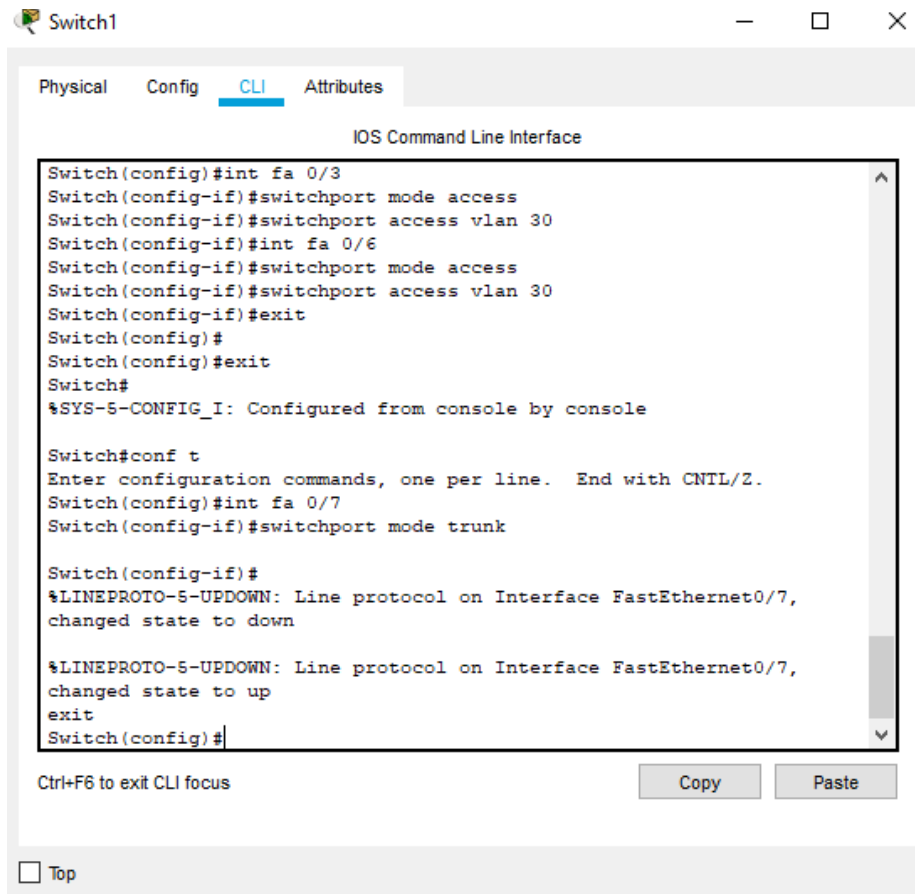 Switch1
Physical Config CLI Attributes
IOS Command Line Interface
Switch(config)#int fa 0/3
Switch(config-if)#switchport mode access
Switch(config-if)#switchport access vlan 30
Switch(config-if)#int fa 0/6
Switch(config-if)#switchport mode access
Switch(config-if)#switchport access vlan 30
Switch(config-if)#exit
Switch(config)#
Switch(config)#exit
Switch#
%SYS-5-CONFIG_I: Configured from console by console
Switch#conf t
Enter configuration commands, one per line.  End with CNTL/Z.
Switch(config)#int fa 0/7
Switch(config-if)#switchport mode trunk
Switch(config-if)#
%LINEPROTO-5-UPDOWN: Line protocol on Interface FastEthernet0/7,
changed state to down
%LINEPROTO-5-UPDOWN: Line protocol on Interface FastEthernet0/7,
changed state to up
exit
Switch(config)#
Ctrl+F6 to exit CLI focus Copy Paste
Top